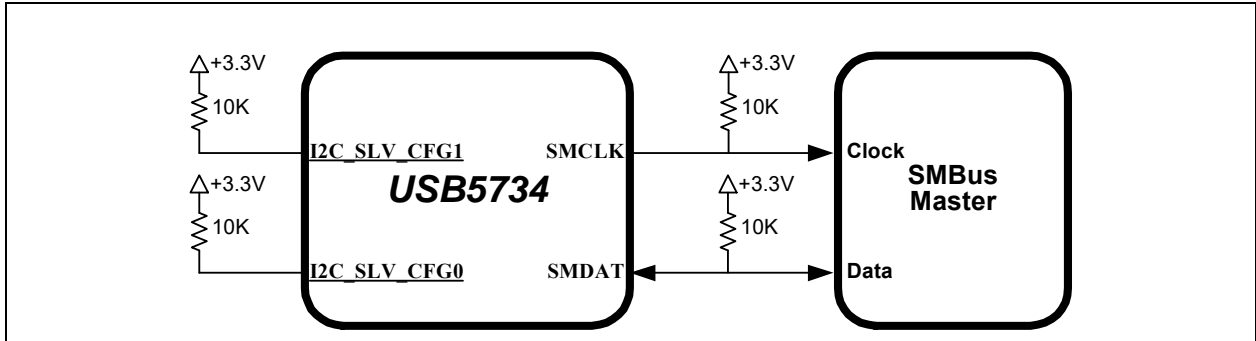 +3.3V
10K
I2C_SLV_CFG1
+3.3V
10K
I2C_SLV_CFG0
USB5734
SMCLK
SMDAT
+3.3V
10K
+3.3V
10K
Clock
SMBus
Master
Data